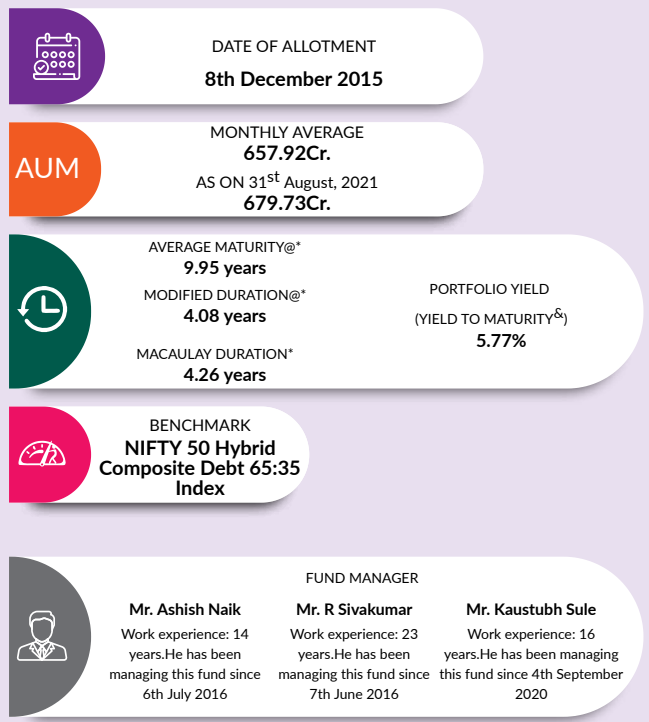 DATE OF ALLOTMENT
8th December 2015
AUM
MONTHLY AVERAGE
657.92Cr.
AS ON 31st August, 2021
679.73Cr.
AVERAGE MATURITY@*
9.95 years
MODIFIED DURATION@*
4.08 years
MACAULAY DURATION*
4.26 years
PORTFOLIO YIELD
(YIELD TO MATURITY&)
5.77%
BENCHMARK
NIFTY 50 Hybrid
Composite Debt 65:35
Index
FUND MANAGER
Mr. Ashish Naik
Work experience: 14
years.He has been
managing this fund since
6th July 2016
Mr. R Sivakumar
Work experience: 23
years.He has been
managing this fund since
7th June 2016
Mr. Kaustubh Sule
Work experience: 16
years.He has been managing
this fund since 4th September
2020